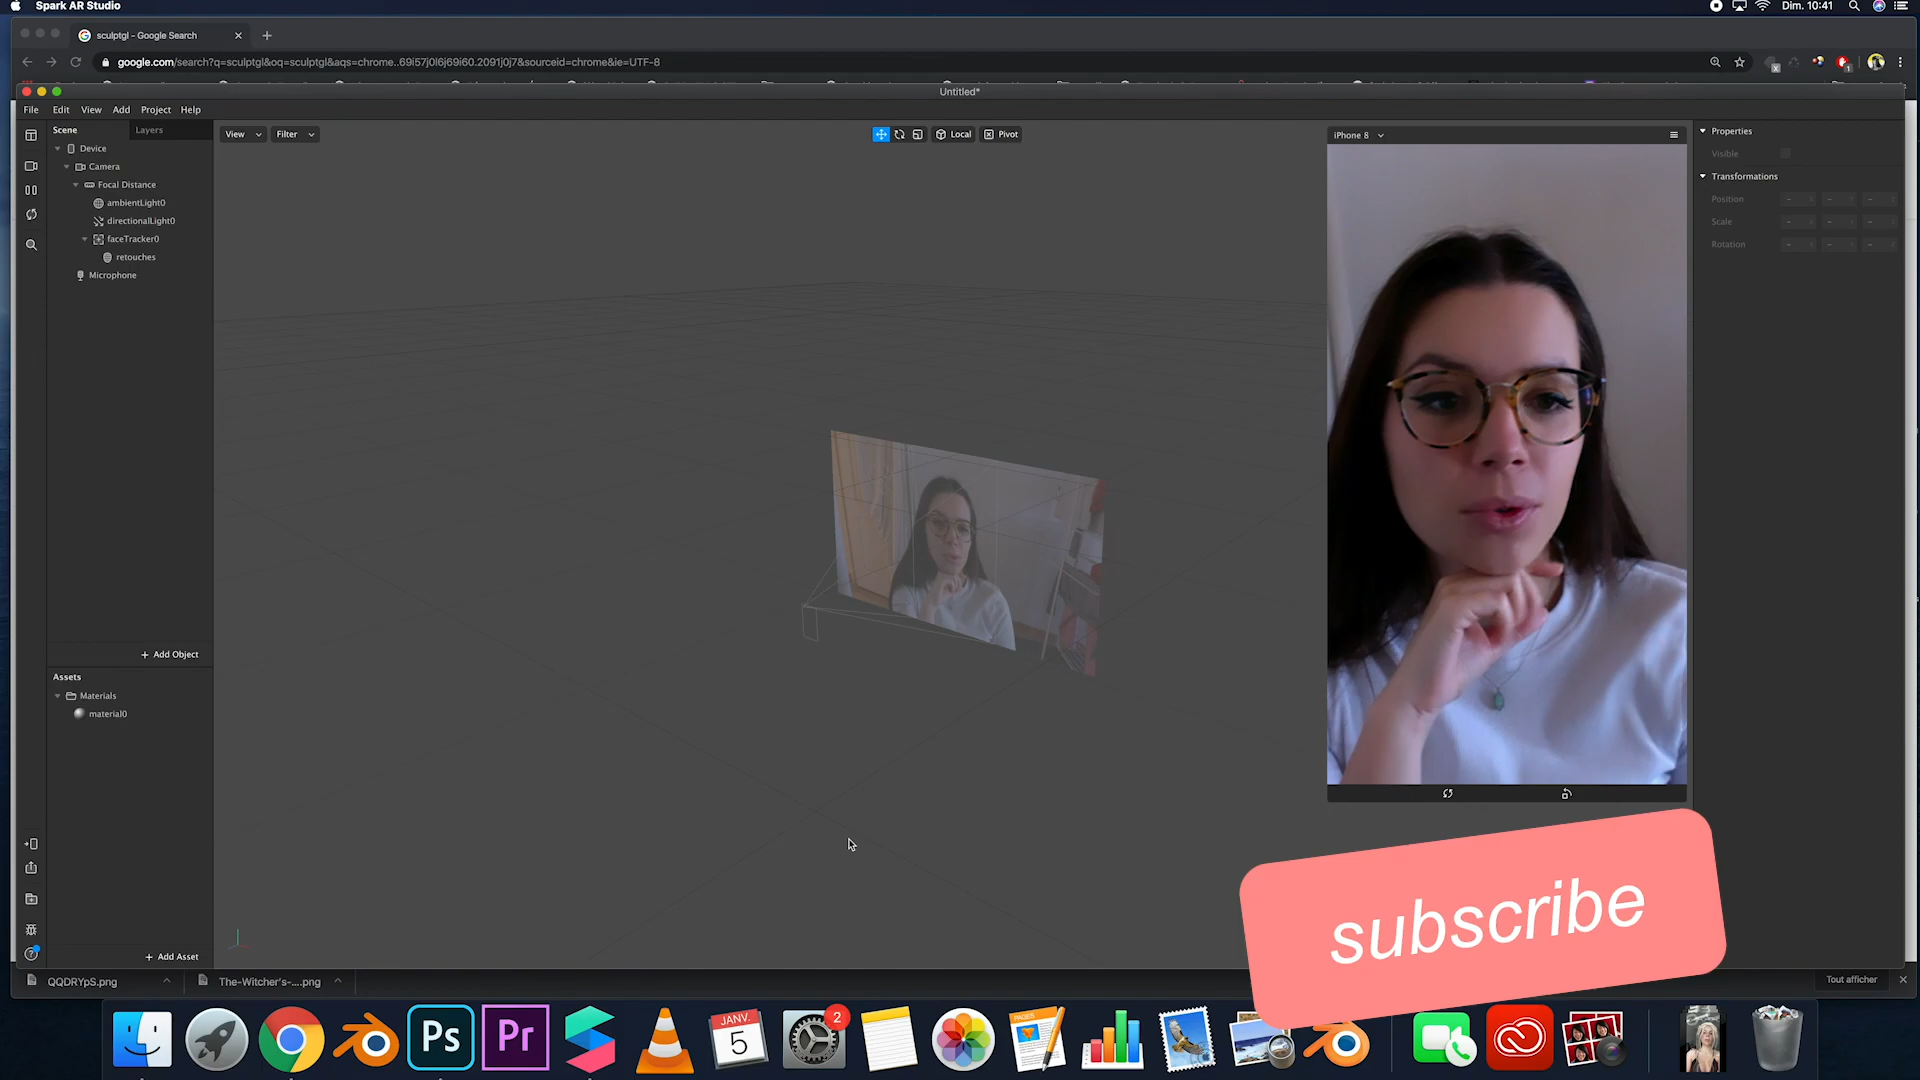 Spark AR Studio
Dim. 10:41
sculptgl - Google Search
google.com/search?q=sculptgl&oq=sculptgl&aqs=chrome..69i57j0l6j69i60.2091j0j7&sourceid=chrome&ie=UTF-8
Untitled*
File Edit View Add Project Help
Scene Layers
Device
Camera
Focal Distance
ambientLight0
directionalLight0
faceTracker0
retouches
Microphone
+ Add Object
Assets
Materials
material0
+ Add Asset
View
Filter
Local
Pivot
iPhone 8
Properties
Visible
Transformations
Position
Scale
Rotation
subscribe
QQDRYpS.png
The-Witcher's-....png
Tout afficher
Ps
Pr
JANV.
5
2
PAGES